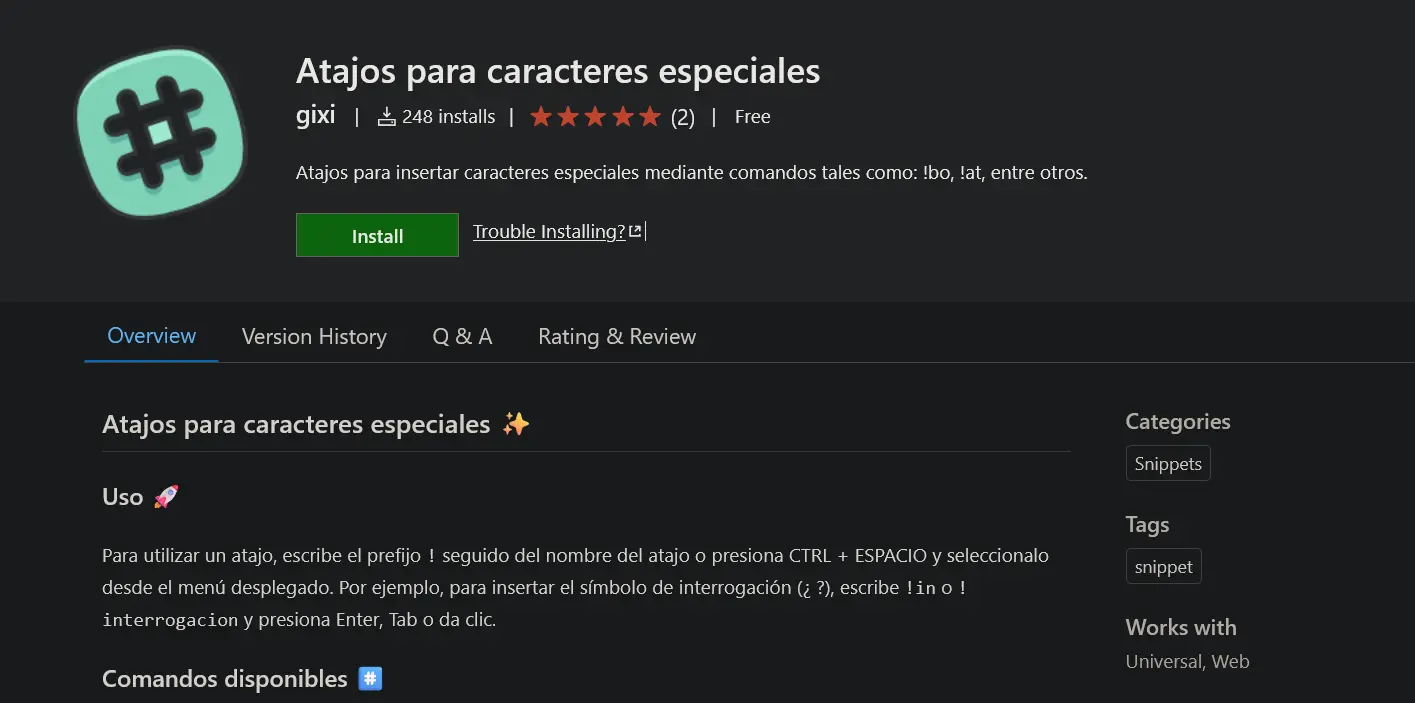 Atajos para caracteres especiales
gixi | 248 installs | (2) | Free
Atajos para insertar caracteres especiales mediante comandos tales como: !bo, !at, entre otros.
Install Trouble Installing?
Overview Version History Q & A Rating & Review
Atajos para caracteres especiales ✨
Uso 🚀
Para utilizar un atajo, escribe el prefijo ! seguido del nombre del atajo o presiona CTRL + ESPACIO y seleccionalo
desde el menú desplegado. Por ejemplo, para insertar el símbolo de interrogación (¿ ?), escribe !in o !
interrogacion y presiona Enter, Tab o da clic.
Comandos disponibles #️⃣
Categories
Snippets
Tags
snippet
Works with
Universal, Web